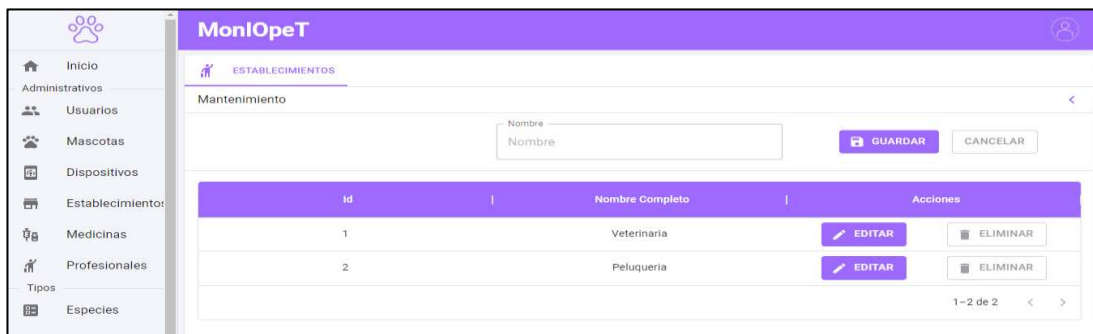 MonIOpeT
Inicio
Administrativos
Usuarios
Mascotas
Dispositivos
Establecimientos
Medicinas
Profesionales
Tipos
Especies
ESTABLECIMIENTOS
Mantenimiento
Nombre
Nombre
GUARDAR
CANCELAR
Id | Nombre Completo | Acciones
1 Veterinaria EDITAR ELIMINAR
2 Peluqueria EDITAR ELIMINAR
1-2 de 2